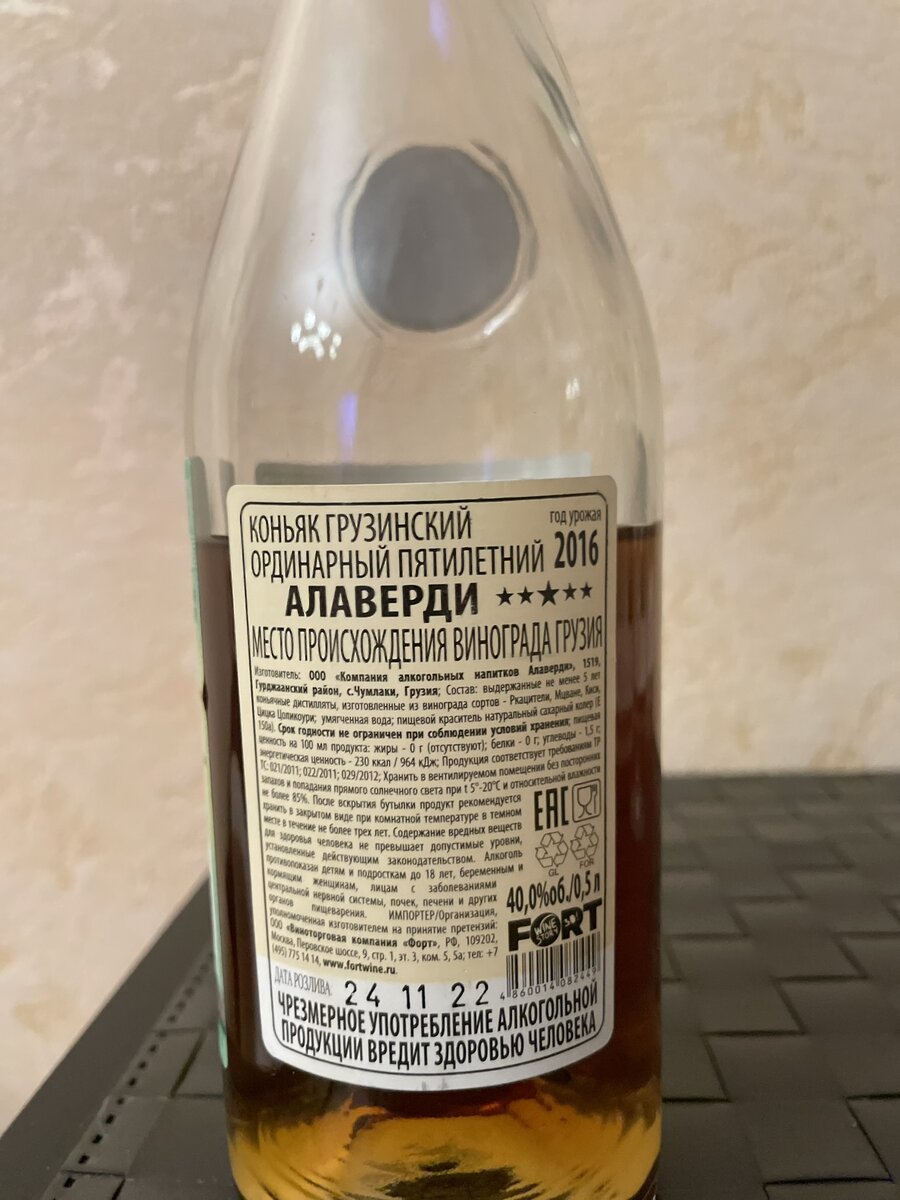 КОНЬЯК ГРУЗИНСКИЙ
год урожая
ОРДИНАРНЫЙ ПЯТИЛЕТНИЙ 2016
АЛАВЕРДИ ★★★★★
МЕСТО ПРОИСХОЖДЕНИЯ ВИНОГРАДА ГРУЗИЯ
Изготовитель: ООО «Компания алкогольных напитков Алаверди», 1519,
Гурджаанский район, с.Чумлаки, Грузия; Состав: выдержанные не менее 5 лет
коньячные дистилляты, изготовленные из винограда сортов - Ркацители, Мцване, Киси,
Цицка Цоликоури; умягченная вода; пищевой краситель натуральный сахарный колер (Е
150а). Срок годности не ограничен при соблюдении условий хранения; пищевая
ценность на 100 мл продукта: жиры - 0 г (отсутствуют); белки - 0 г; углеводы - 1,5 г;
энергетическая ценность - 230 ккал / 964 кДж; Продукция соответствует требованиям ТР
ТС: 021/2011; 022/2011; 029/2012; Хранить в вентилируемом помещении без посторонних
запахов и попадания прямого солнечного света при t 5°-20°С и относительной влажности
не более 85%. После вскрытия бутылки продукт рекомендуется
хранить в закрытом виде при комнатной температуре в темном
месте в течение не более трех лет. Содержание вредных веществ
для здоровья человека не превышает допустимые уровни,
установленные действующим законодательством. Алкоголь
противопоказан детям и подросткам до 18 лет, беременным и
кормящим женщинам, лицам с заболеваниями
центральной нервной системы, почек, печени и других
органов пищеварения. ИМПОРТЕР/Организация,
уполномоченная изготовителем на принятие претензий:
ООО «Виноторговая компания «Форт», РФ, 109202,
Москва, Перовское шоссе, 9, стр. 1, эт. 3, ком. 5, 5а; тел: +7
(495) 775 14 14, www.fortwine.ru
EAC
GL
FOR
40,0%об./0,5 л
FORT
WINE
STORE
4 860014 082449
ДАТА РОЗЛИВА: 24 11 22
ЧРЕЗМЕРНОЕ УПОТРЕБЛЕНИЕ АЛКОГОЛЬНОЙ
ПРОДУКЦИИ ВРЕДИТ ЗДОРОВЬЮ ЧЕЛОВЕКА